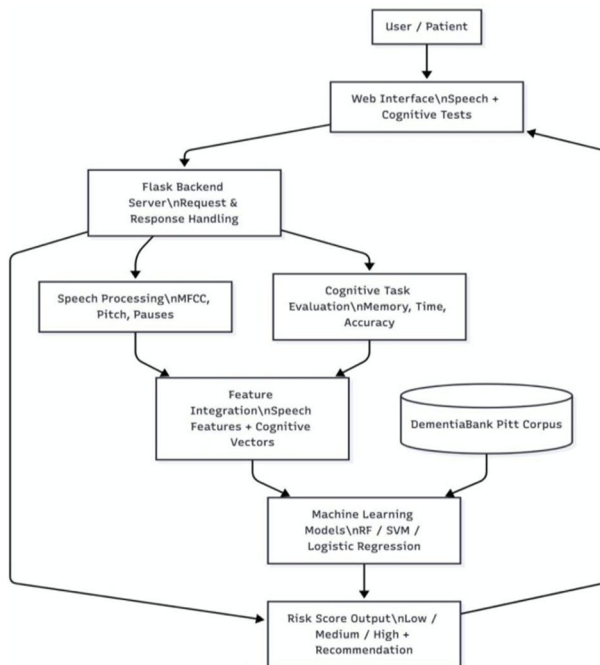 User / Patient
Web Interface\nSpeech +
Cognitive Tests
Flask Backend
Server\nRequest &
Response Handling
Speech Processing\nMFCC,
Pitch, Pauses
Cognitive Task
Evaluation\nMemory, Time,
Accuracy
Feature
Integration\nSpeech
Features + Cognitive
Vectors
DementiaBank Pitt Corpus
Machine Learning
Models\nRF / SVM /
Logistic Regression
Risk Score Output\nLow /
Medium / High +
Recommendation